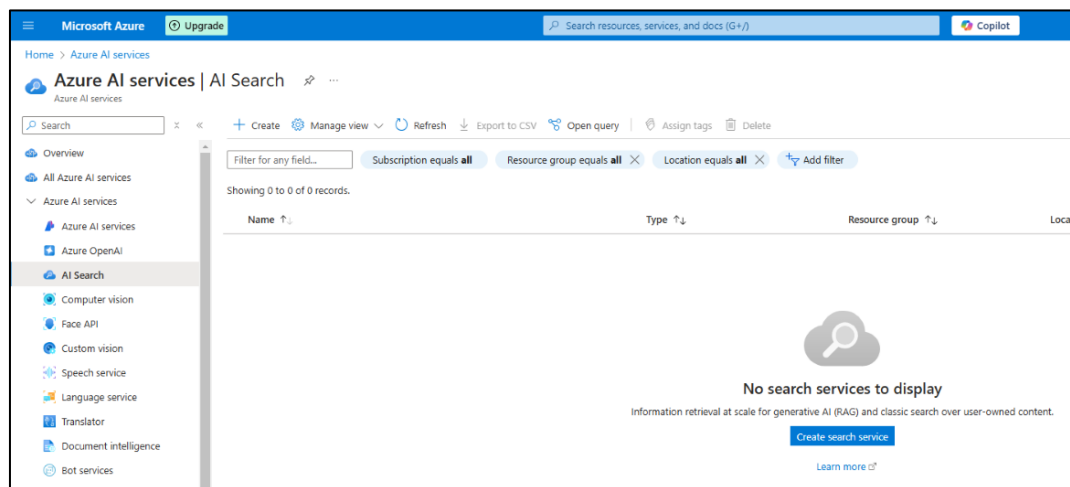 Microsoft Azure
Upgrade
Search resources, services, and docs (G+/)
Copilot
Home > Azure AI services
Azure AI services | AI Search
Azure AI services
Search
Create
Manage view
Refresh
Export to CSV
Open query
Assign tags
Delete
Overview
All Azure AI services
Azure AI services
Azure AI services
Azure OpenAI
AI Search
Computer vision
Face API
Custom vision
Speech service
Language service
Translator
Document intelligence
Bot services
Filter for any field...
Subscription equals all
Resource group equals all
Location equals all
Add filter
Showing 0 to 0 of 0 records.
Name
Type
Resource group
Loca
No search services to display
Information retrieval at scale for generative AI (RAG) and classic search over user-owned content.
Create search service
Learn more